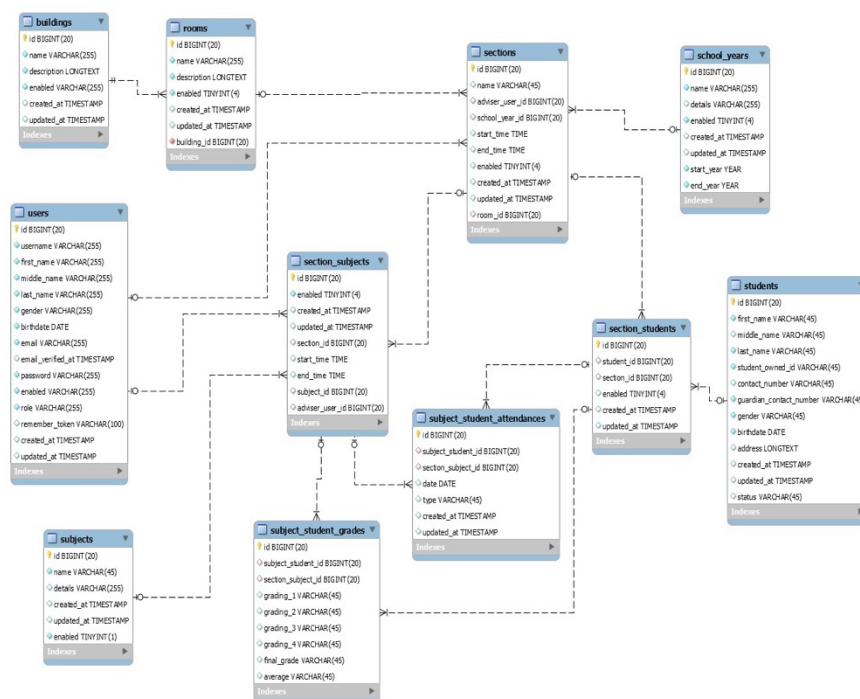 buildings
id BIGINT(20)
name VARCHAR(255)
description LONGTEXT
enabled VARCHAR(255)
created_at TIMESTAMP
updated_at TIMESTAMP
Indexes
rooms
id BIGINT(20)
name VARCHAR(255)
description LONGTEXT
enabled TINYINT(4)
created_at TIMESTAMP
updated_at TIMESTAMP
building_id BIGINT(20)
Indexes
sections
id BIGINT(20)
name VARCHAR(45)
adviser_user_id BIGINT(20)
school_year_id BIGINT(20)
start_time TIME
end_time TIME
enabled TINYINT(4)
created_at TIMESTAMP
updated_at TIMESTAMP
room_id BIGINT(20)
Indexes
school_years
id BIGINT(20)
name VARCHAR(255)
details VARCHAR(255)
enabled TINYINT(4)
created_at TIMESTAMP
updated_at TIMESTAMP
start_year YEAR
end_year YEAR
Indexes
users
id BIGINT(20)
username VARCHAR(255)
first_name VARCHAR(255)
middle_name VARCHAR(255)
last_name VARCHAR(255)
gender VARCHAR(255)
birthdate DATE
email VARCHAR(255)
email_verified_at TIMESTAMP
password VARCHAR(255)
enabled VARCHAR(255)
role VARCHAR(255)
remember_token VARCHAR(100)
created_at TIMESTAMP
updated_at TIMESTAMP
Indexes
section_subjects
id BIGINT(20)
enabled TINYINT(4)
created_at TIMESTAMP
updated_at TIMESTAMP
section_id BIGINT(20)
start_time TIME
end_time TIME
subject_id BIGINT(20)
adviser_user_id BIGINT(20)
Indexes
section_students
id BIGINT(20)
student_id BIGINT(20)
section_id BIGINT(20)
enabled TINYINT(4)
created_at TIMESTAMP
updated_at TIMESTAMP
Indexes
students
id BIGINT(20)
first_name VARCHAR(45)
middle_name VARCHAR(45)
last_name VARCHAR(45)
student_owned_id VARCHAR(45)
contact_number VARCHAR(45)
guardian_contact_number VARCHAR(45)
gender VARCHAR(45)
birthdate DATE
address LONGTEXT
created_at TIMESTAMP
updated_at TIMESTAMP
status VARCHAR(45)
Indexes
subject_student_attendances
id BIGINT(20)
subject_student_id BIGINT(20)
section_subject_id BIGINT(20)
date DATE
type VARCHAR(45)
created_at TIMESTAMP
updated_at TIMESTAMP
Indexes
subjects
id BIGINT(20)
name VARCHAR(45)
details VARCHAR(255)
created_at TIMESTAMP
updated_at TIMESTAMP
enabled TINYINT(1)
Indexes
subject_student_grades
id BIGINT(20)
subject_student_id BIGINT(20)
section_subject_id BIGINT(20)
grading_1 VARCHAR(45)
grading_2 VARCHAR(45)
grading_3 VARCHAR(45)
grading_4 VARCHAR(45)
final_grade VARCHAR(45)
average VARCHAR(45)
Indexes